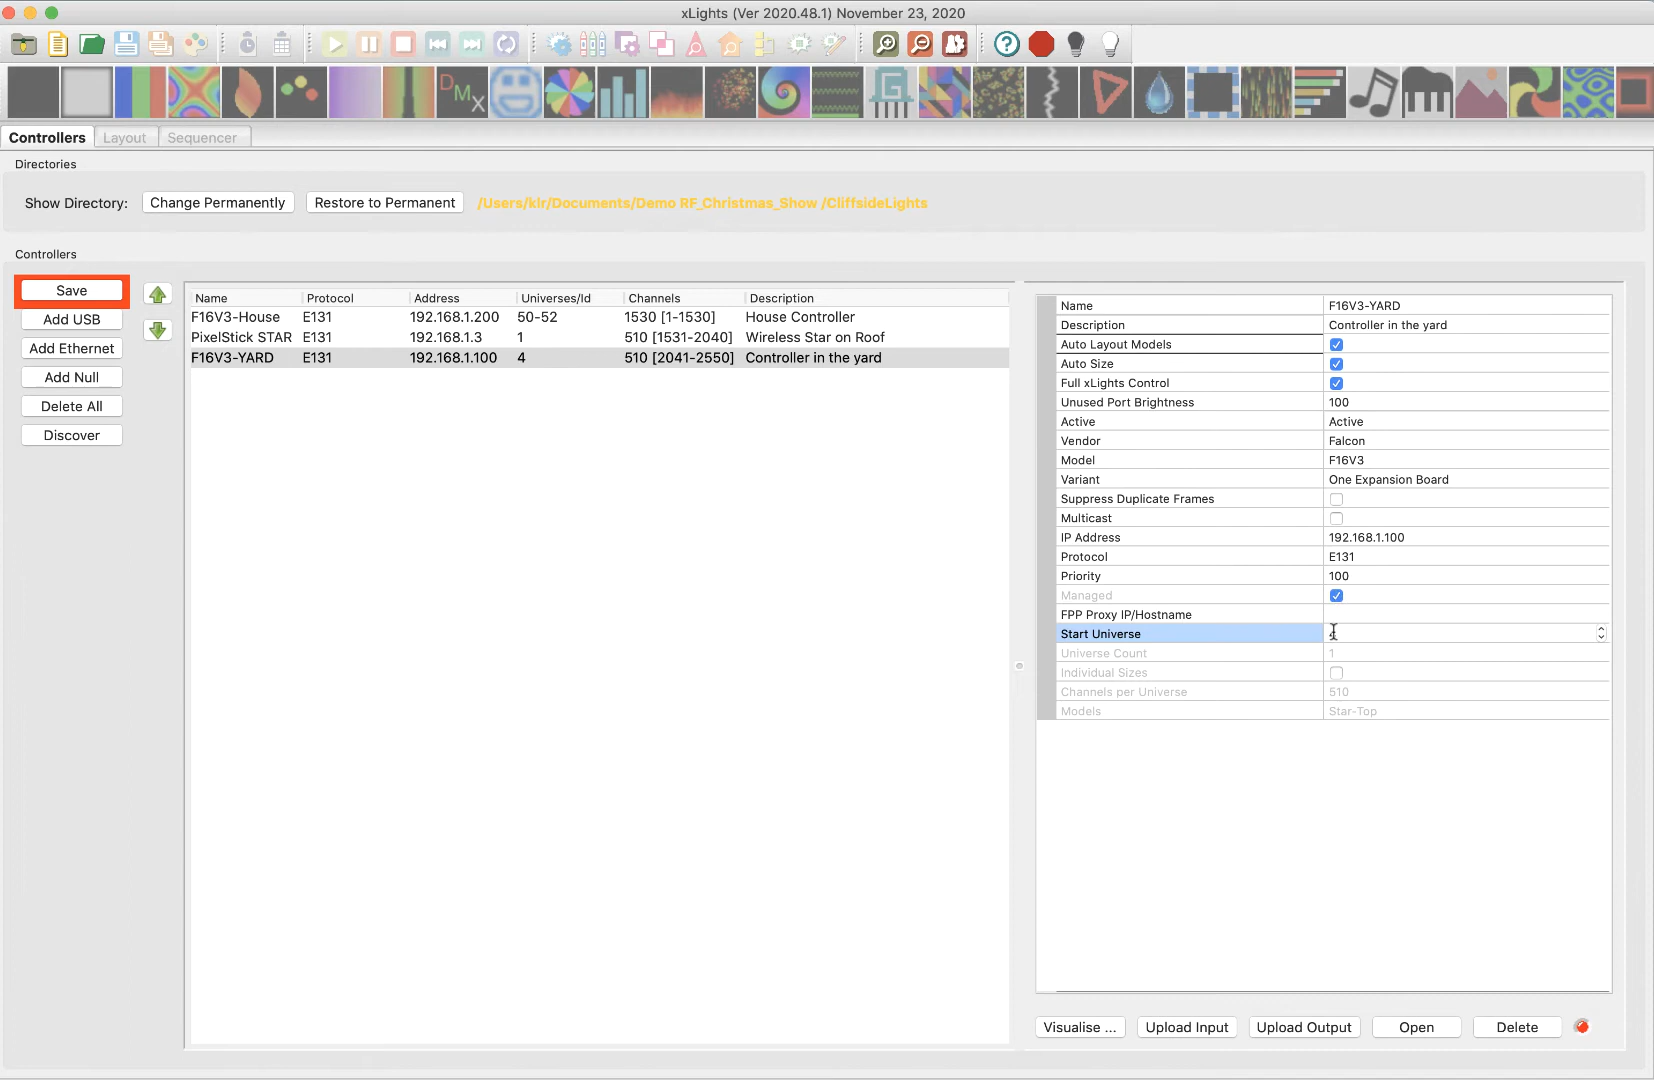 xLights (Ver 2020.48.1) November 23, 2020
DMX
Controllers Layout Sequencer
Directories
Show Directory: Change Permanently Restore to Permanent /Users/klr/Documents/Demo RF_Christmas_Show /CliffsideLights
Controllers
Save
Add USB
Add Ethernet
Add Null
Delete All
Discover
Name Protocol Address Universes/Id Channels Description
F16V3-House E131 192.168.1.200 50-52 1530 [1-1530] House Controller
PixelStick STAR E131 192.168.1.3 1 510 [1531-2040] Wireless Star on Roof
F16V3-YARD E131 192.168.1.100 4 510 [2041-2550] Controller in the yard
Name F16V3-YARD
Description Controller in the yard
Auto Layout Models
Auto Size
Full xLights Control
Unused Port Brightness 100
Active Active
Vendor Falcon
Model F16V3
Variant One Expansion Board
Suppress Duplicate Frames
Multicast
IP Address 192.168.1.100
Protocol E131
Priority 100
Managed
FPP Proxy IP/Hostname
Start Universe
Universe Count 1
Individual Sizes
Channels per Universe 510
Models Star-Top
Visualise ... Upload Input Upload Output Open Delete